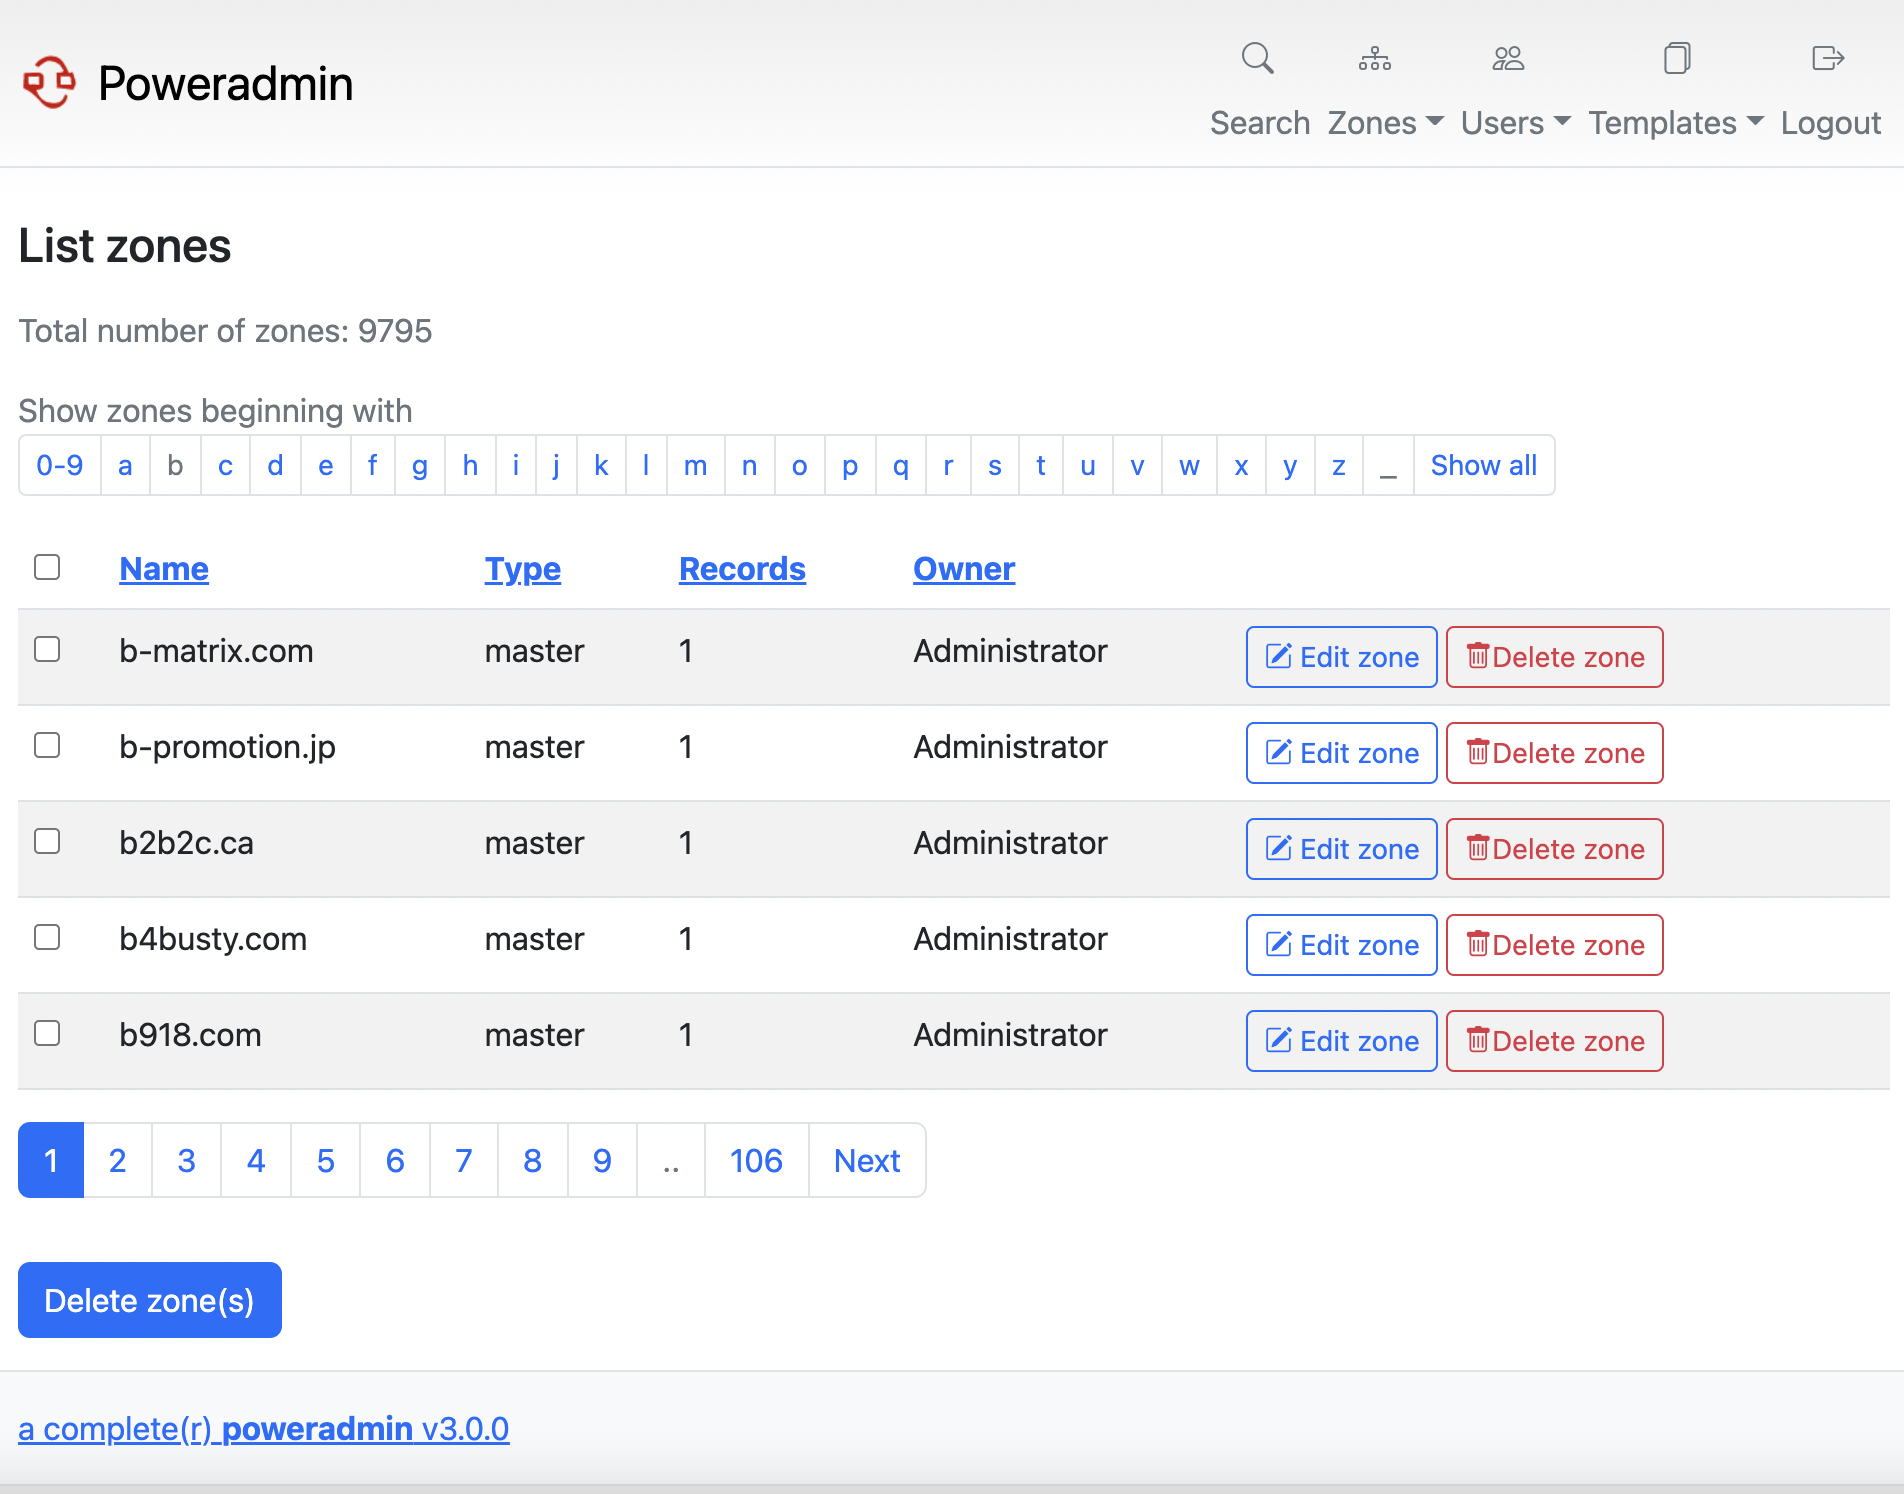 Poweradmin
Search Zones Users Templates Logout
List zones
Total number of zones: 9795
Show zones beginning with
0-9 a b c d e f g h i j k l m n o p q r s t u v w x y z _ Show all
Name Type Records Owner
b-matrix.com master 1 Administrator Edit zone Delete zone
b-promotion.jp master 1 Administrator Edit zone Delete zone
b2b2c.ca master 1 Administrator Edit zone Delete zone
b4busty.com master 1 Administrator Edit zone Delete zone
b918.com master 1 Administrator Edit zone Delete zone
1 2 3 4 5 6 7 8 9 .. 106 Next
Delete zone(s)
a complete(r) poweradmin v3.0.0